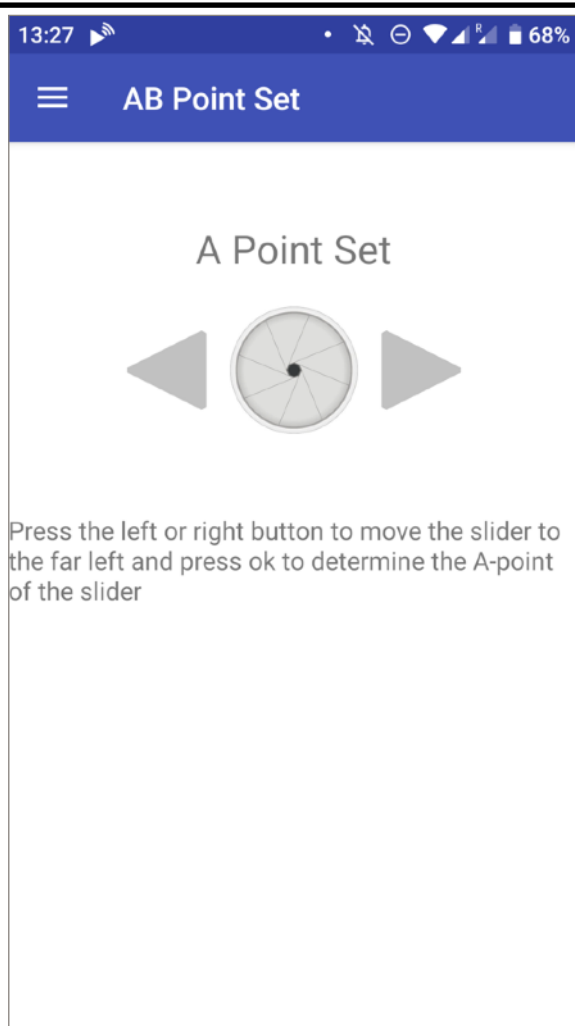 13:27 R 68%
AB Point Set
A Point Set
Press the left or right button to move the slider to
the far left and press ok to determine the A-point
of the slider